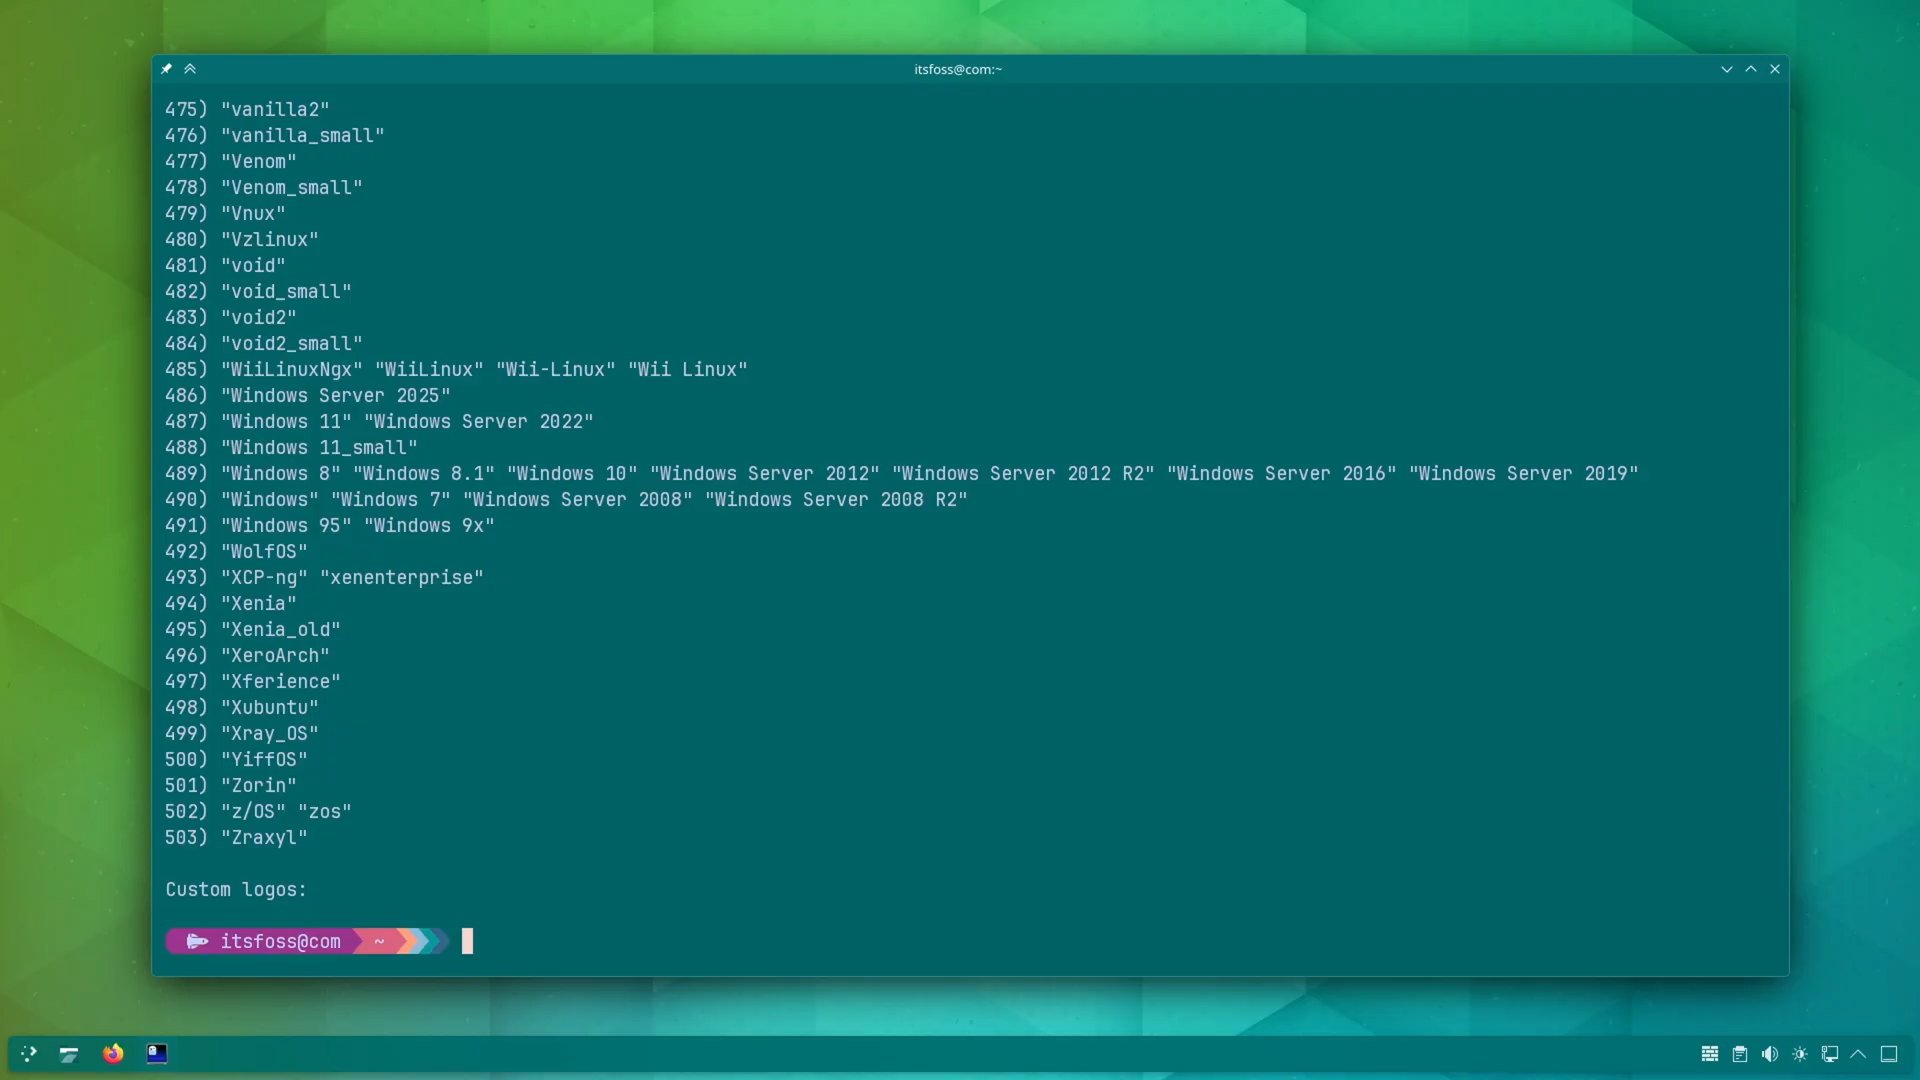 itsfoss@com:~
475) "vanilla2"
476) "vanilla_small"
477) "Venom"
478) "Venom_small"
479) "Vnux"
480) "Vzlinux"
481) "void"
482) "void_small"
483) "void2"
484) "void2_small"
485) "WiiLinuxNgx" "WiiLinux" "Wii-Linux" "Wii Linux"
486) "Windows Server 2025"
487) "Windows 11" "Windows Server 2022"
488) "Windows 11_small"
489) "Windows 8" "Windows 8.1" "Windows 10" "Windows Server 2012" "Windows Server 2012 R2" "Windows Server 2016" "Windows Server 2019"
490) "Windows" "Windows 7" "Windows Server 2008" "Windows Server 2008 R2"
491) "Windows 95" "Windows 9x"
492) "WolfOS"
493) "XCP-ng" "xenenterprise"
494) "Xenia"
495) "Xenia_old"
496) "XeroArch"
497) "Xferience"
498) "Xubuntu"
499) "Xray_OS"
500) "YiffOS"
501) "Zorin"
502) "z/OS" "zos"
503) "Zraxyl"
Custom logos:
itsfoss@com ~